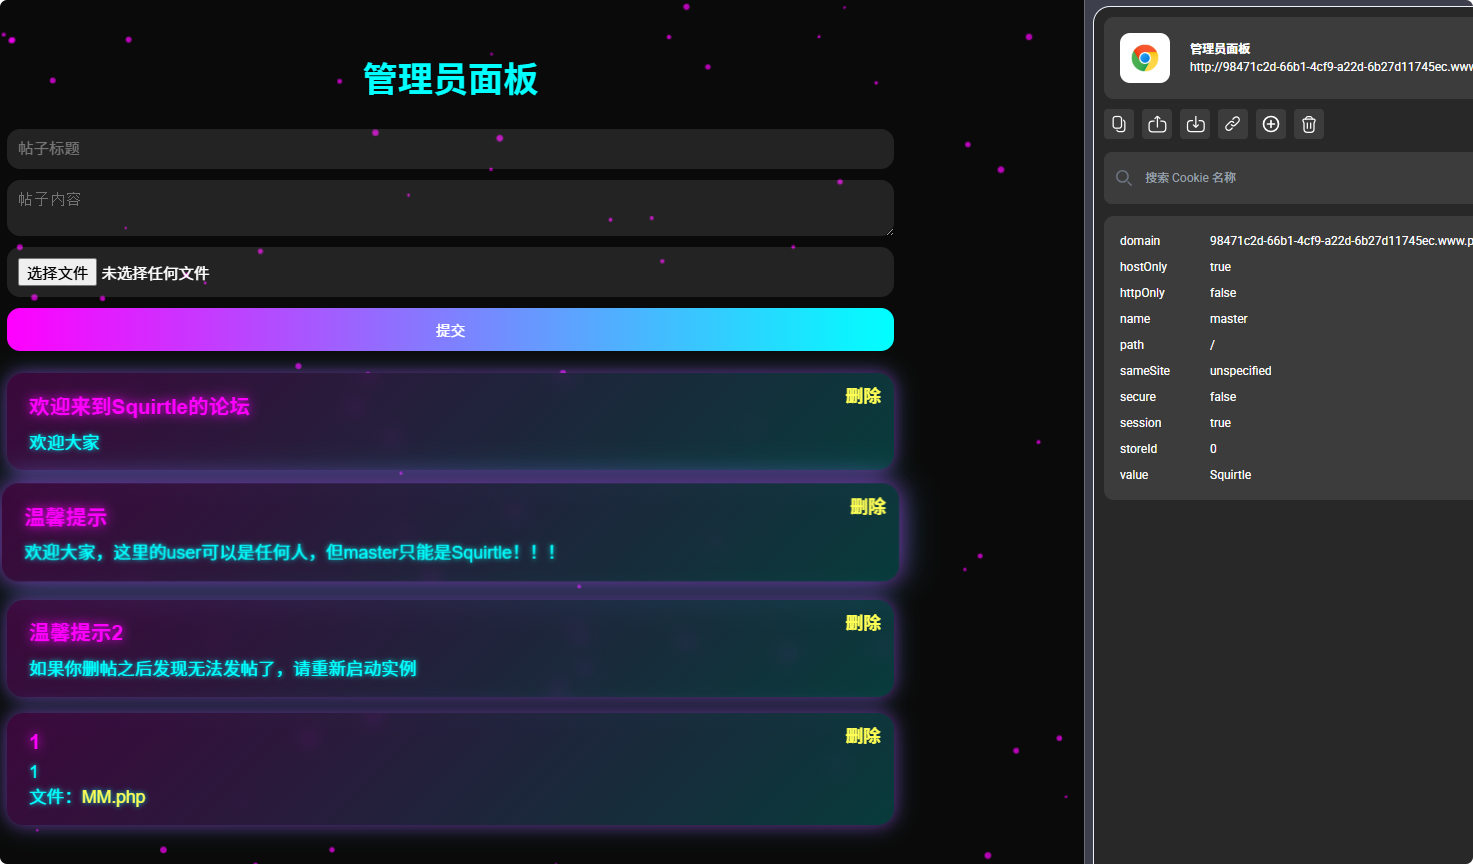 管理员面板
帖子标题
帖子内容
选择文件 未选择任何文件
提交
欢迎来到Squirtle的论坛
删除
欢迎大家
温馨提示
删除
欢迎大家，这里的user可以是任何人，但master只能是Squirtle！！！
温馨提示2
删除
如果你删帖之后发现无法发帖了，请重新启动实例
1
删除
1
文件：MM.php
管理员面板
http://98471c2d-66b1-4cf9-a22d-6b27d11745ec.www
搜索 Cookie 名称
domain 98471c2d-66b1-4cf9-a22d-6b27d11745ec.www.p
hostOnly true
httpOnly false
name master
path /
sameSite unspecified
secure false
session true
storeId 0
value Squirtle